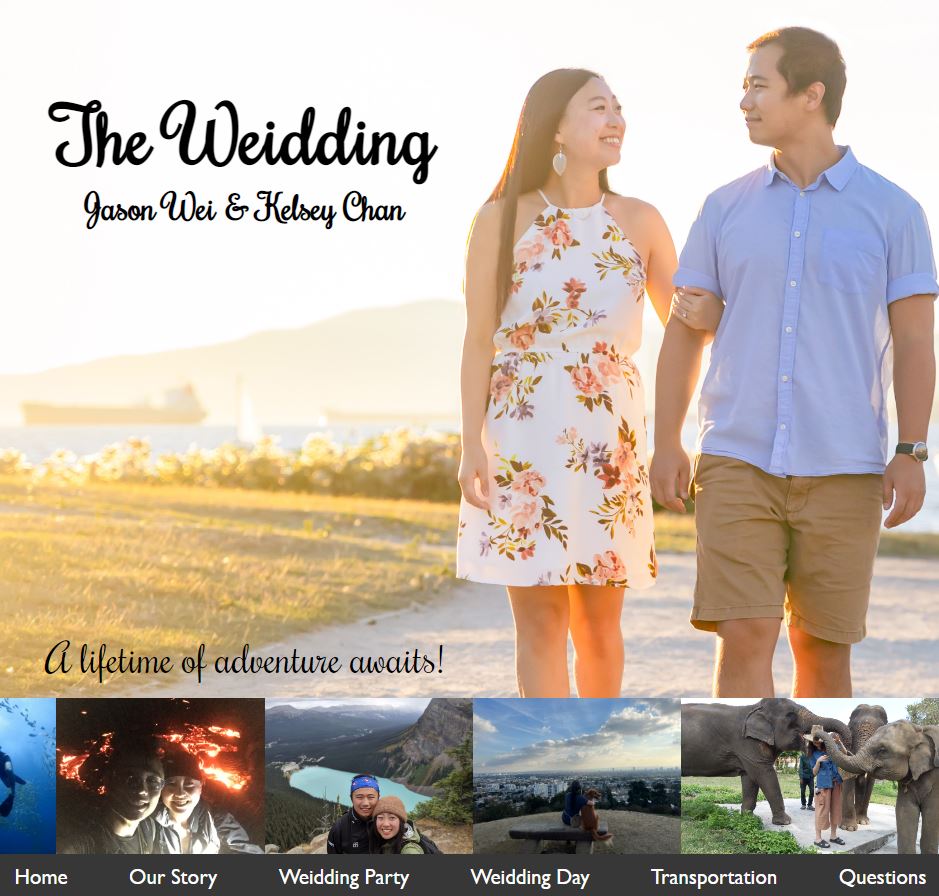 The Weidding
Jason Wei & Kelsey Chan
A lifetime of adventure awaits!
Home Our Story Weidding Party Weidding Day Transportation Questions